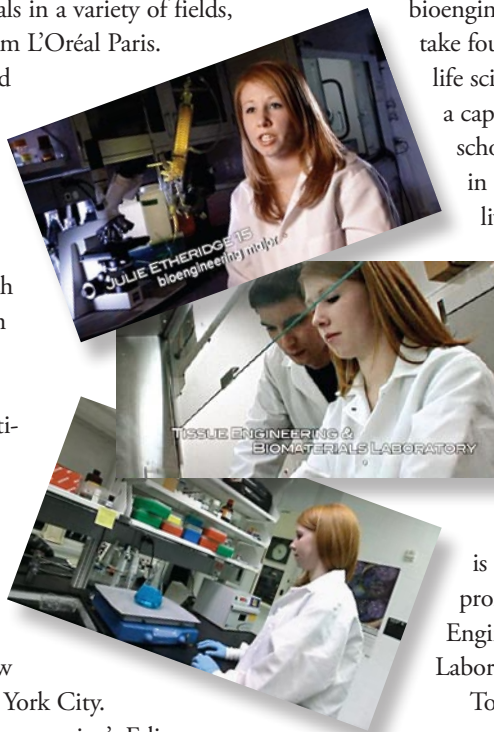 als in a variety of fields,
m L’Oréal Paris.
d
h
n
ti-
w
York City.
JULIE ETHERIDGE 15
bioengineering major
TISSUE ENGINEERING &
BIOMATERIALS LABORATORY
bioengin
take fou
life sci
a cap
scho
in
li
is
pro
Engi
Labor
To